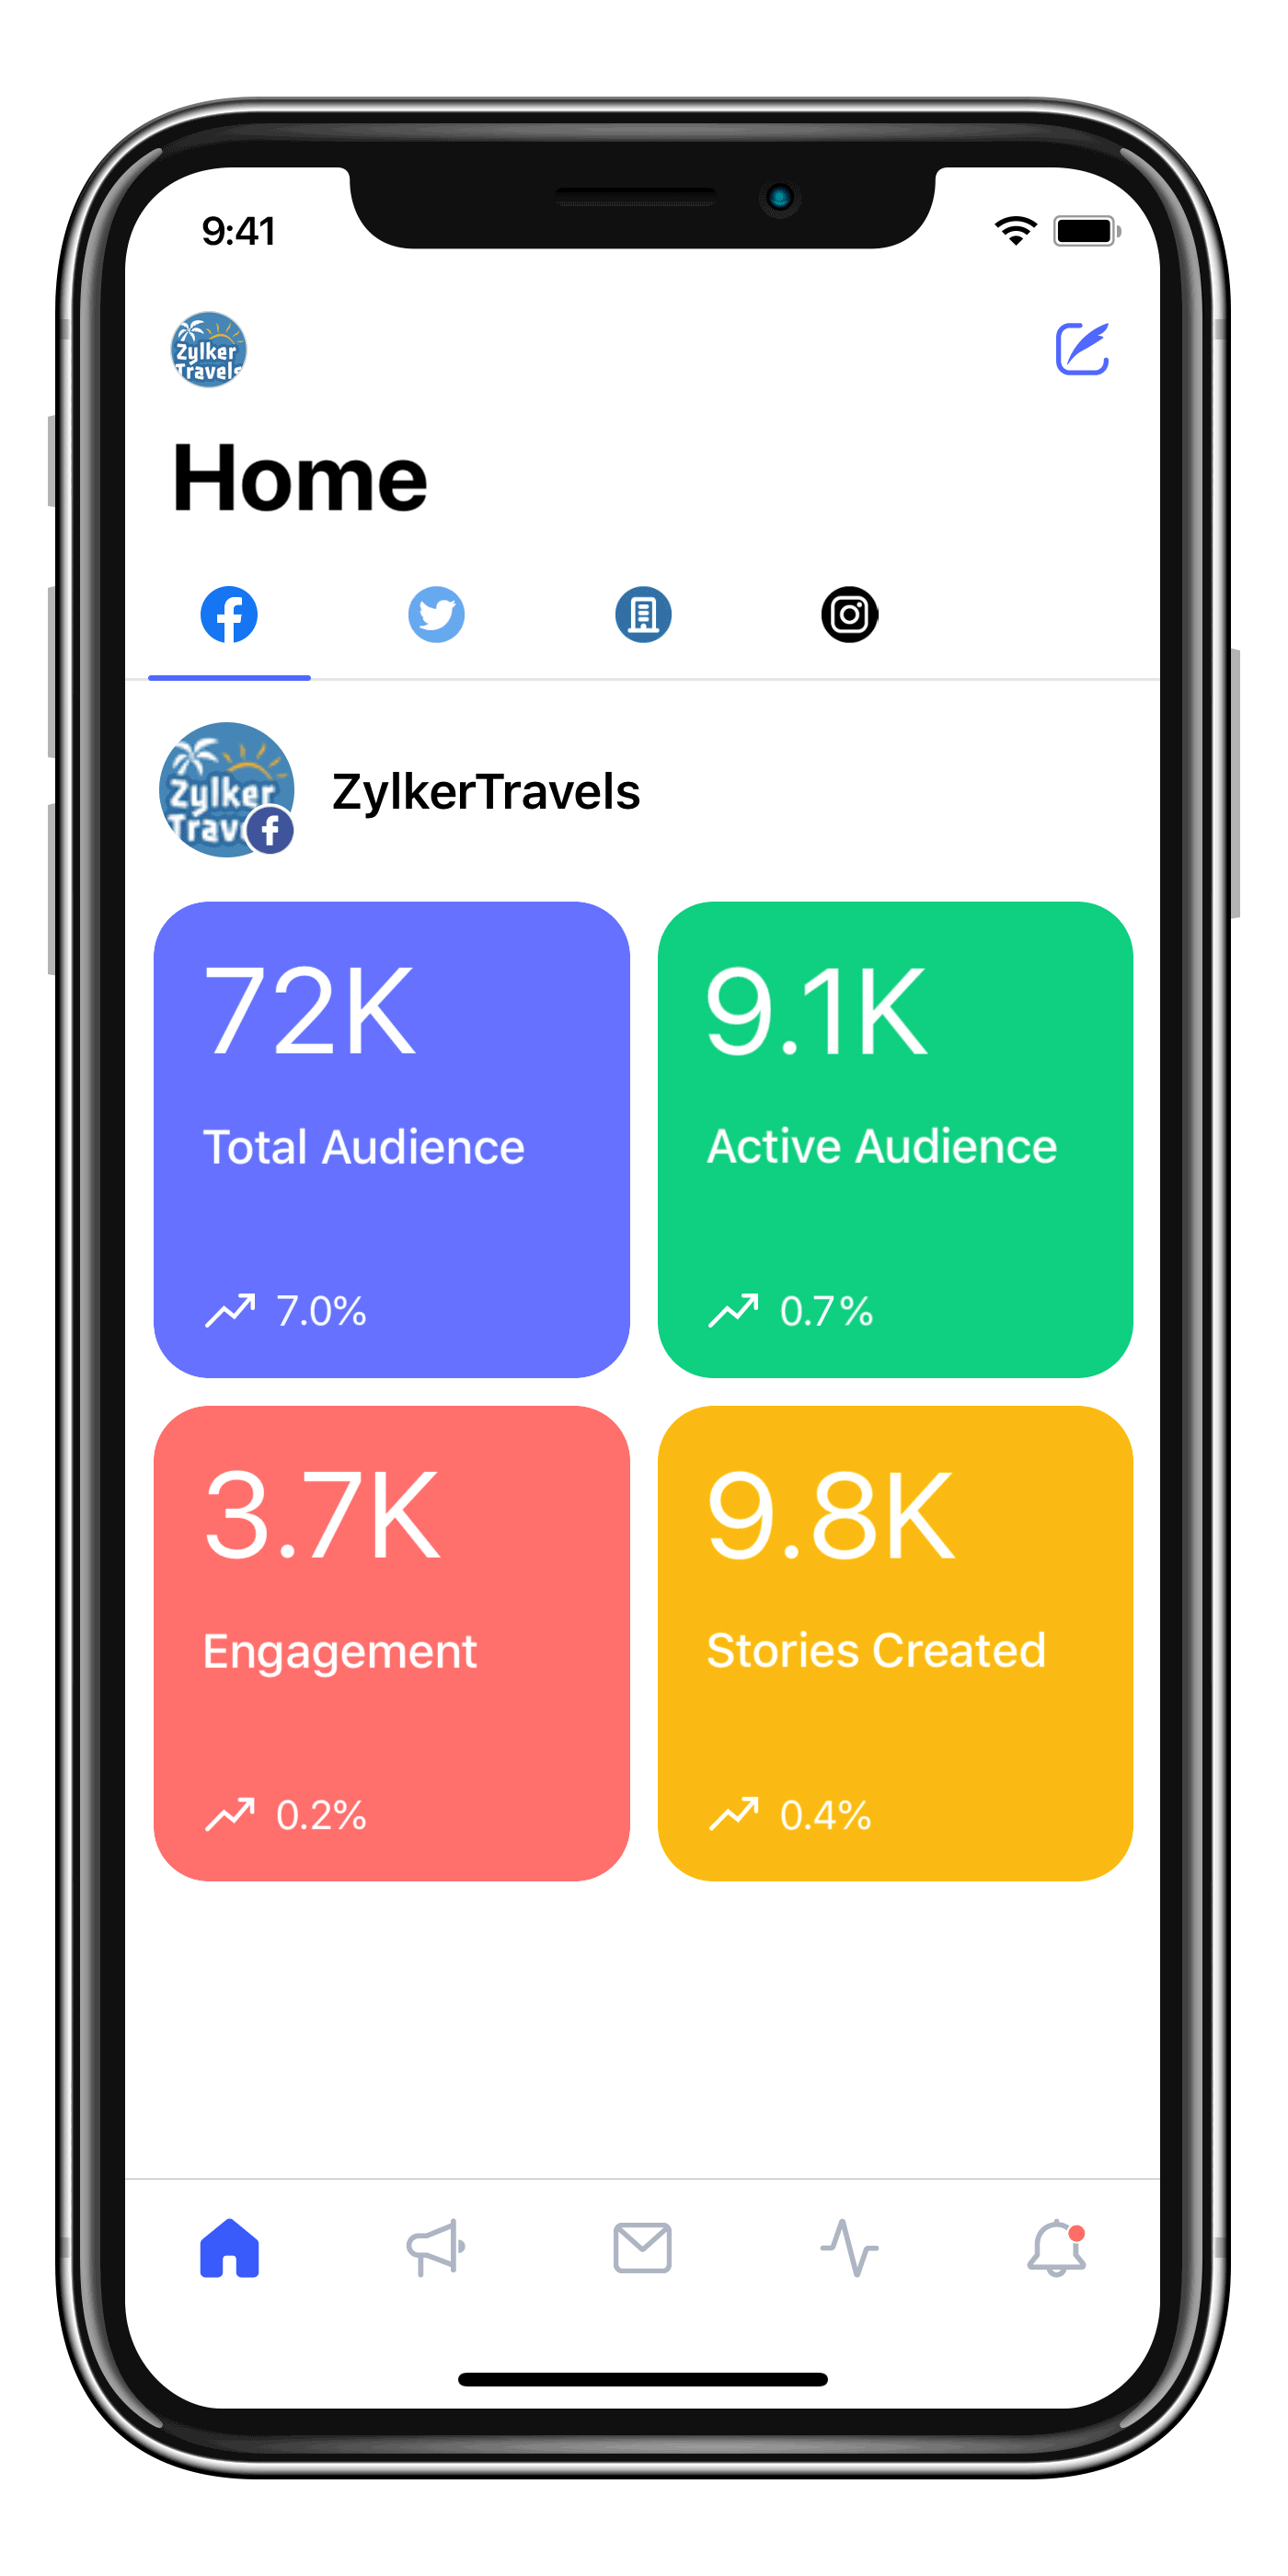 9:41
Zylker
Travels
Home
Zylker
ZylkerTravels
72K
9.1K
Total Audience
Active Audience
7.0%
0.7%
3.7K
9.8K
Engagement
Stories Created
0.2%
0.4%